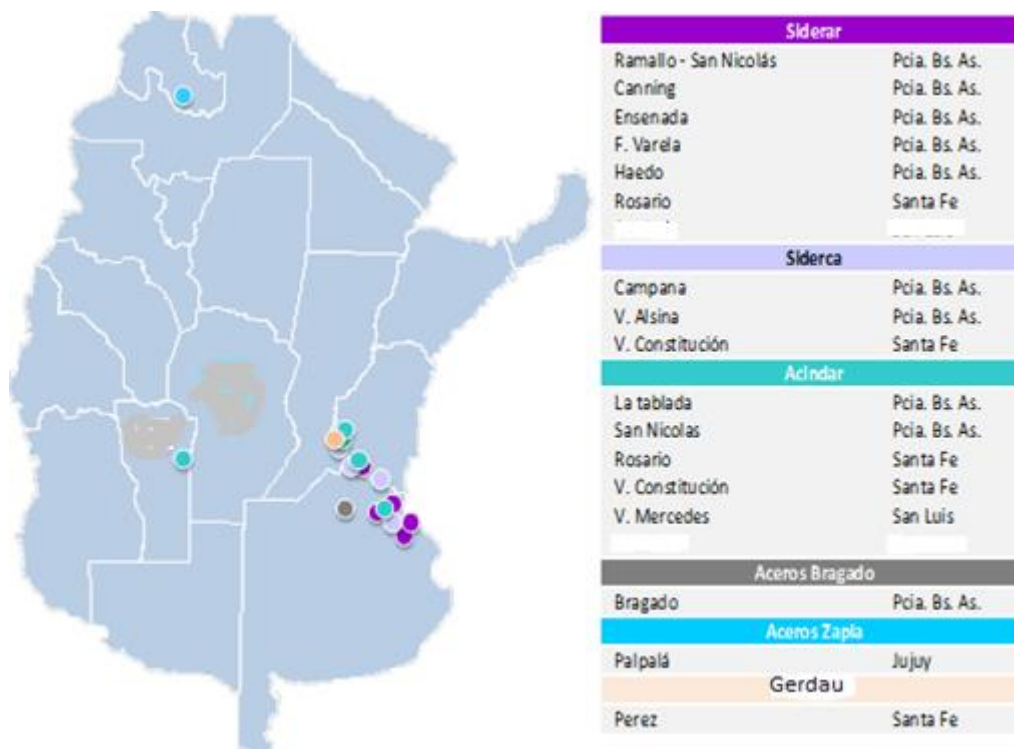 Siderar
Ramallo - San Nicolás Pcia. Bs. As.
Canning Pcia. Bs. As.
Ensenada Pcia. Bs. As.
F. Varela Pcia. Bs. As.
Haedo Pcia. Bs. As.
Rosario Santa Fe
Siderca
Campana Pcia. Bs. As.
V. Alsina Pcia. Bs. As.
V. Constitución Santa Fe
Acindar
La tablada Pcia. Bs. As.
San Nicolas Pcia. Bs. As.
Rosario Santa Fe
V. Constitución Santa Fe
V. Mercedes San Luis
Aceros Bragado
Bragado Pcia. Bs. As.
Aceros Zapla
Palpalá Jujuy
Gerdau
Perez Santa Fe